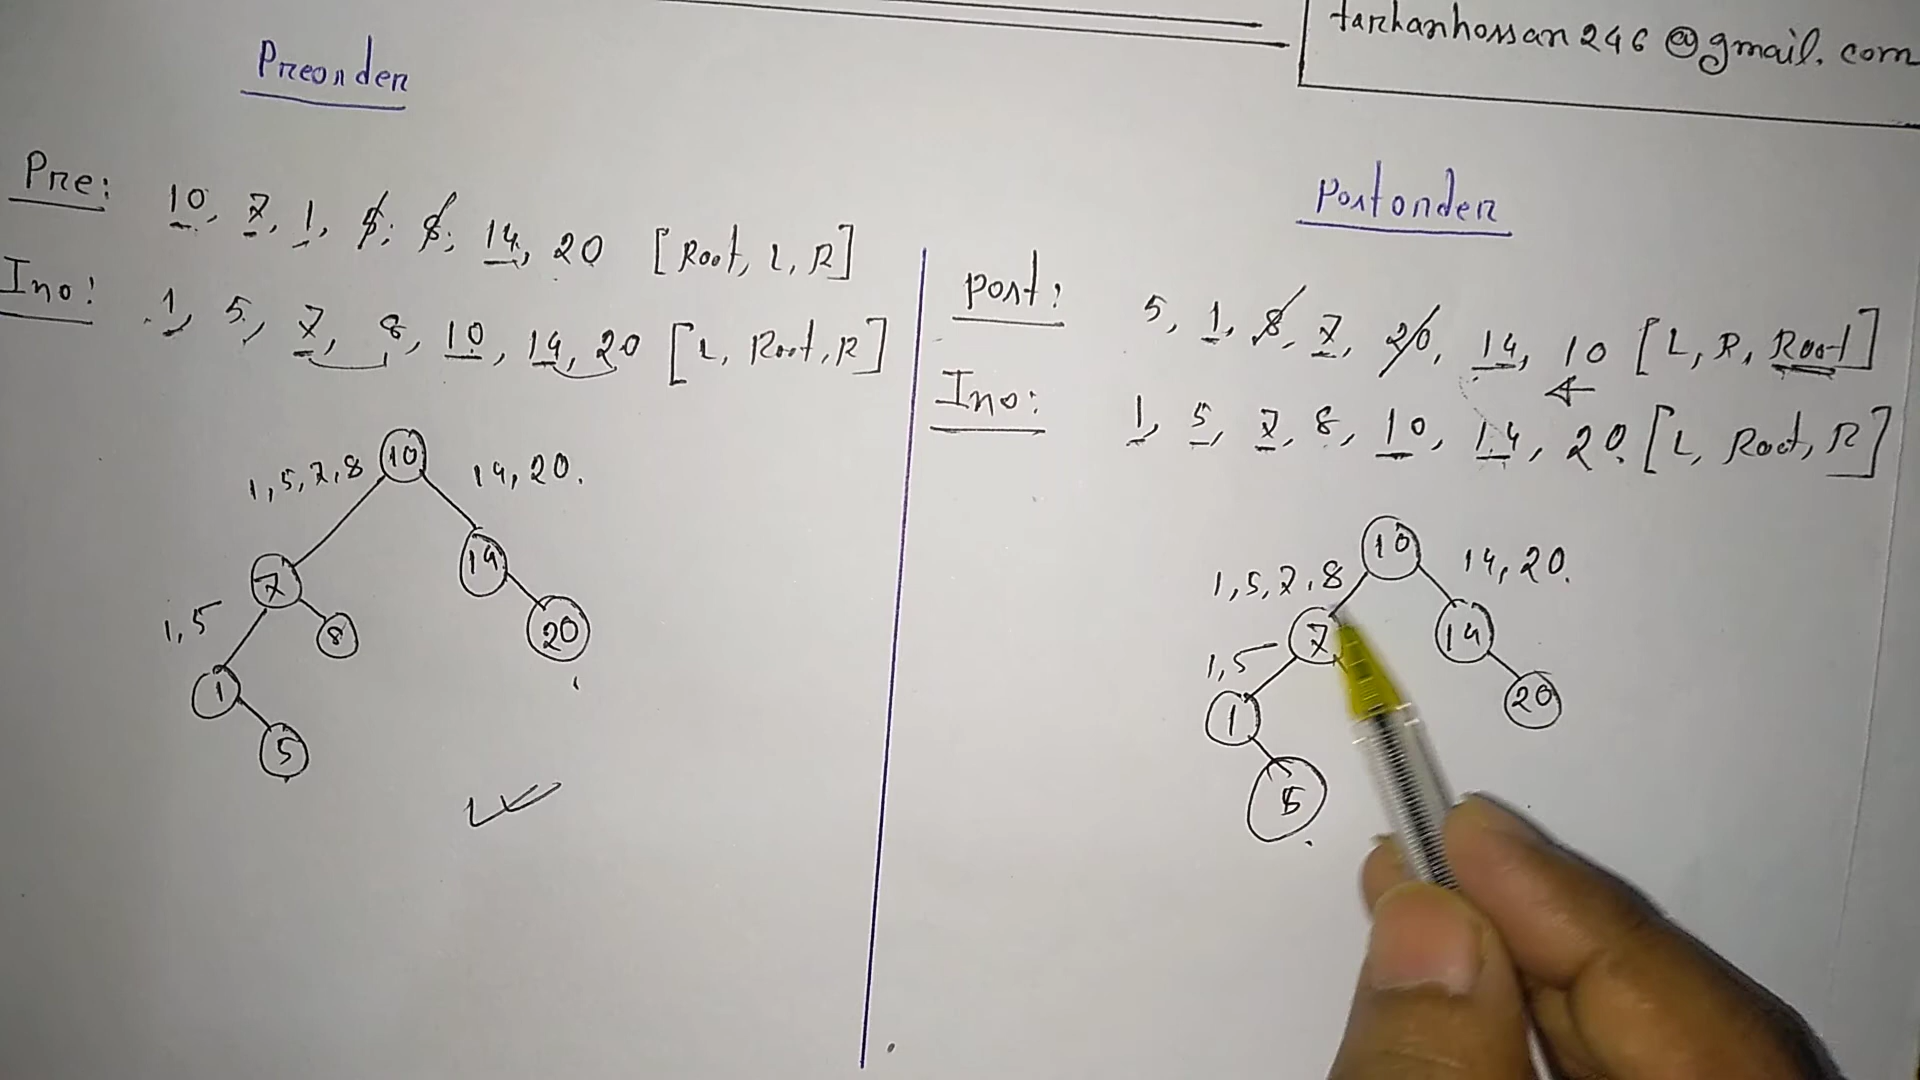 tarhanhossan246@gmail.com
Preorder
Pre: 10, 7, 1, 5, 8, 14, 20 [Root, L, R]
Ino: 1, 5, 7, 8, 10, 14, 20 [L, Root, R]
1, 5, 7, 8
10
14, 20.
7
14
1, 5
8
20
1
5
Postorder
Post: 5, 1, 8, 7, 20, 14, 10 [L, R, Root]
Ino: 1, 5, 7, 8, 10, 14, 20. [L, Root, R]
10
14, 20.
1, 5, 7, 8
7
14
1, 5
20
1
5